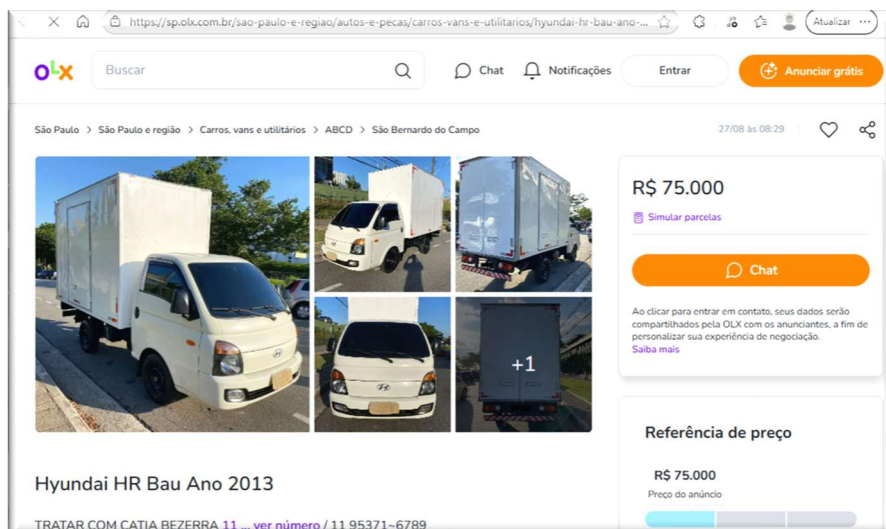 https://sp.olx.com.br/sao-paulo-e-regiao/autos-e-pecas/carros-vans-e-utilitarios/hyundai-hr-bau-ano-...
Atualizar
olx
Buscar
Chat
Notificações
Entrar
Anunciar grátis
São Paulo > São Paulo e região > Carros, vans e utilitários > ABCD > São Bernardo do Campo
27/08 às 08:29
+1
R$ 75.000
Simular parcelas
Chat
Ao clicar para entrar em contato, seus dados serão
compartilhados pela OLX com os anunciantes, a fim de
personalizar sua experiência de negociação.
Saiba mais
Referência de preço
R$ 75.000
Preço do anúncio
Hyundai HR Bau Ano 2013
TRATAR COM CATIA BEZERRA 11 ... ver número / 11 95371~6789